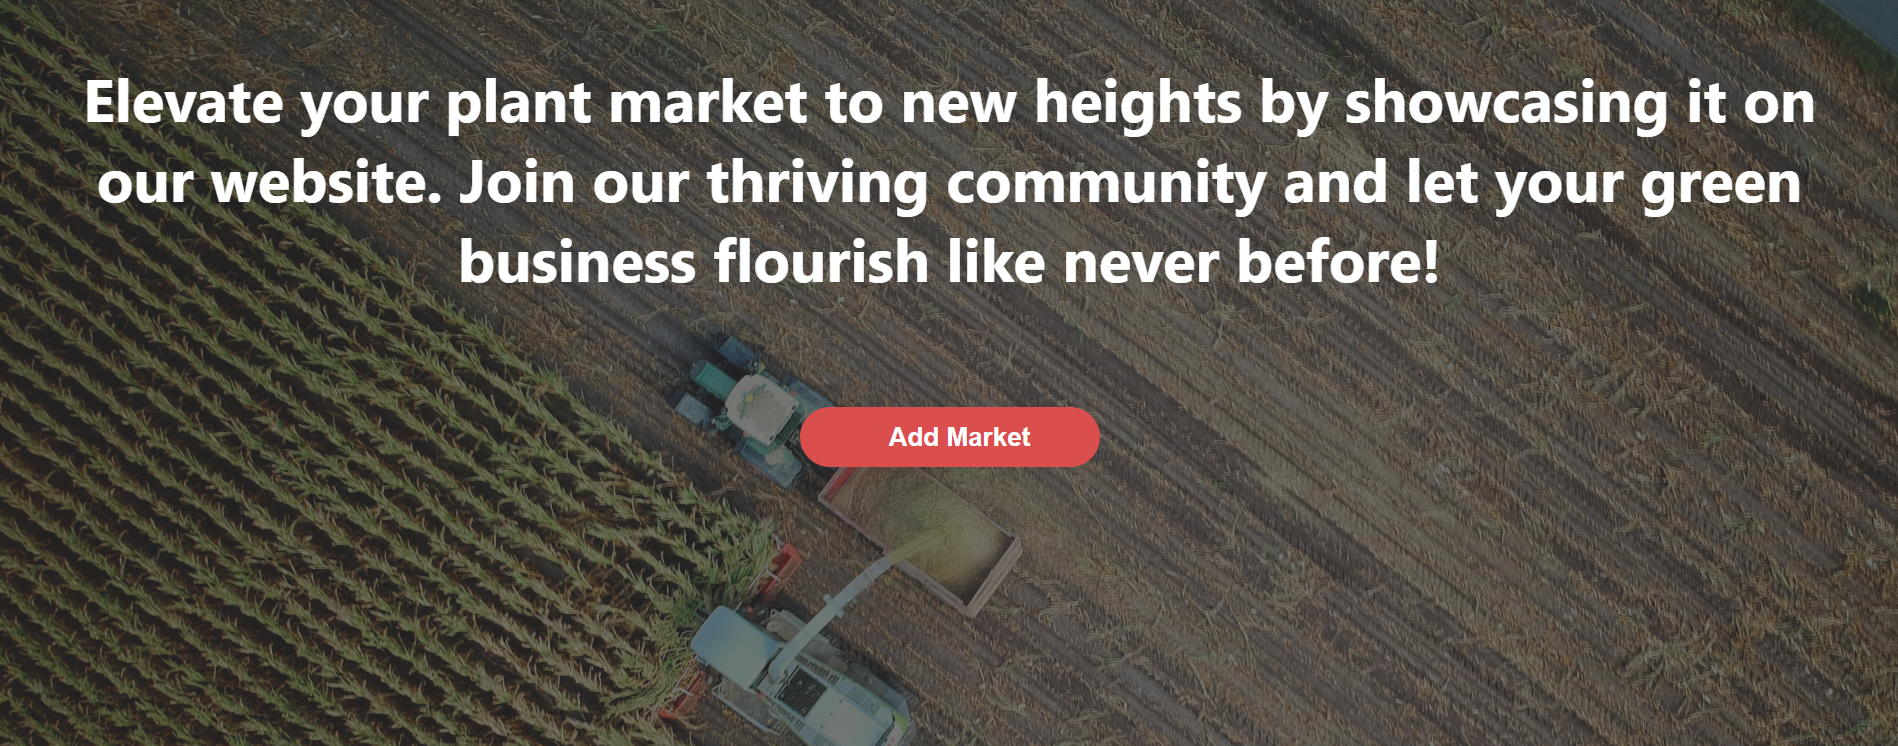 Elevate your plant market to new heights by showcasing it on
our website. Join our thriving community and let your green
business flourish like never before!
Add Market